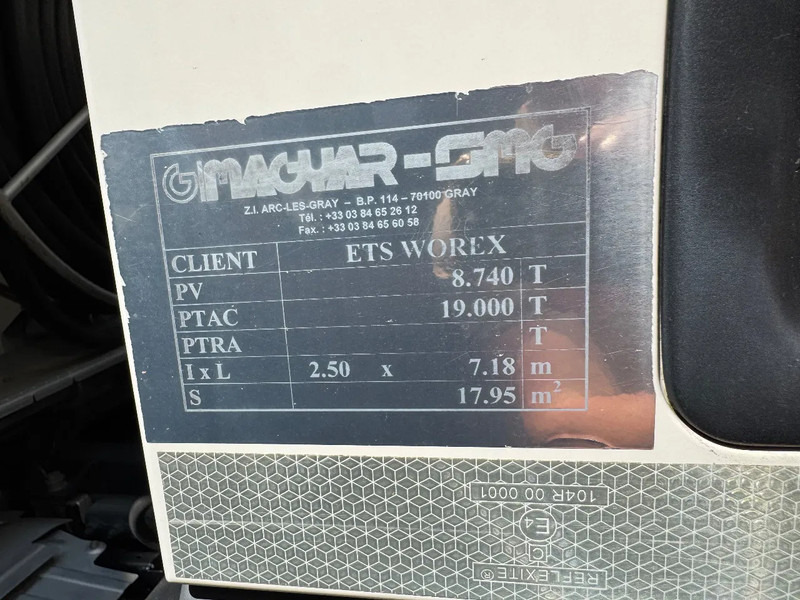 MAGYAR-SMG
Z.I. ARC-LES-GRAY – B.P. 114 – 70100 GRAY
Tél. : +33 03 84 65 26 12
Fax. : +33 03 84 65 60 58
CLIENT ETS WOREX
PV 8.740 T
PTAC 19.000 T
PTRA T
I x L 2.50 x 7.18 m
S 17.95 m²
104R 00 0001
E4
C
REFLEXITE®